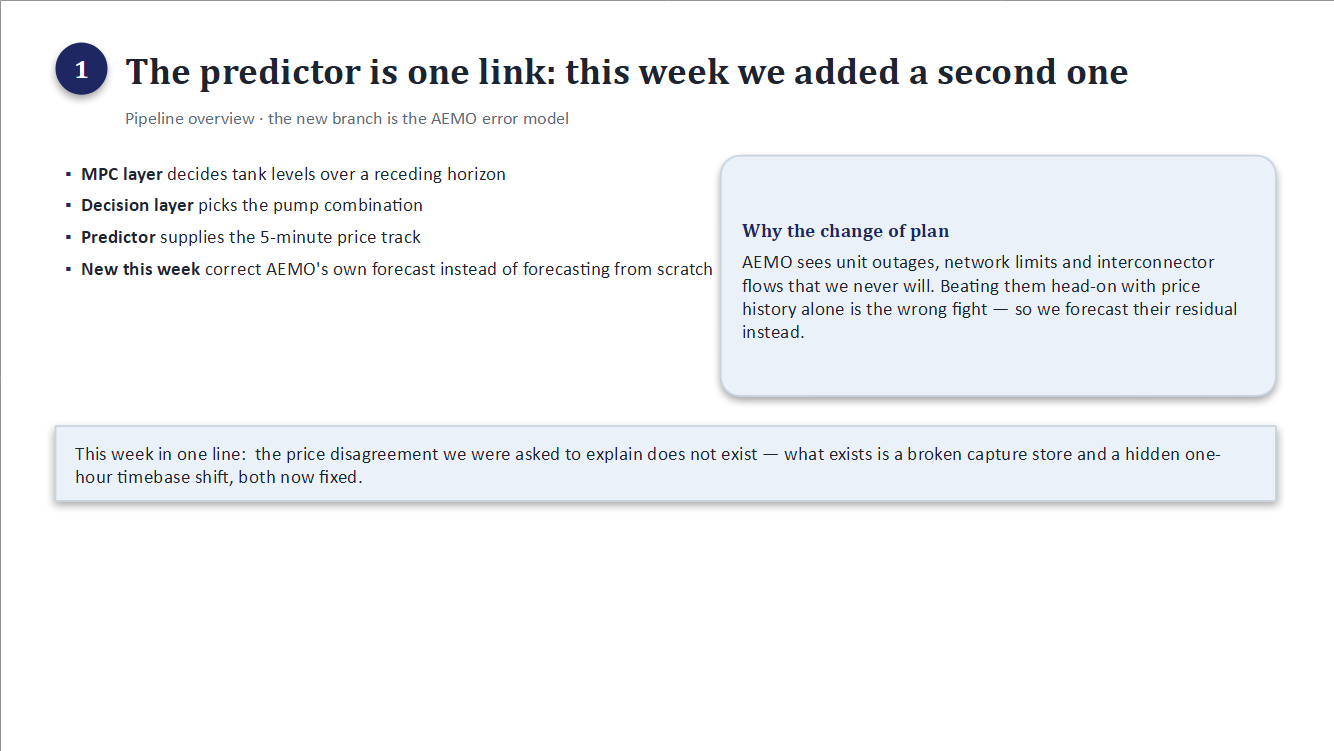 1
The predictor is one link: this week we added a second one
Pipeline overview · the new branch is the AEMO error model
▪ MPC layer decides tank levels over a receding horizon
▪ Decision layer picks the pump combination
▪ Predictor supplies the 5-minute price track
▪ New this week correct AEMO's own forecast instead of forecasting from scratch
Why the change of plan
AEMO sees unit outages, network limits and interconnector
flows that we never will. Beating them head-on with price
history alone is the wrong fight — so we forecast their residual
instead.
This week in one line:  the price disagreement we were asked to explain does not exist — what exists is a broken capture store and a hidden one-
hour timebase shift, both now fixed.